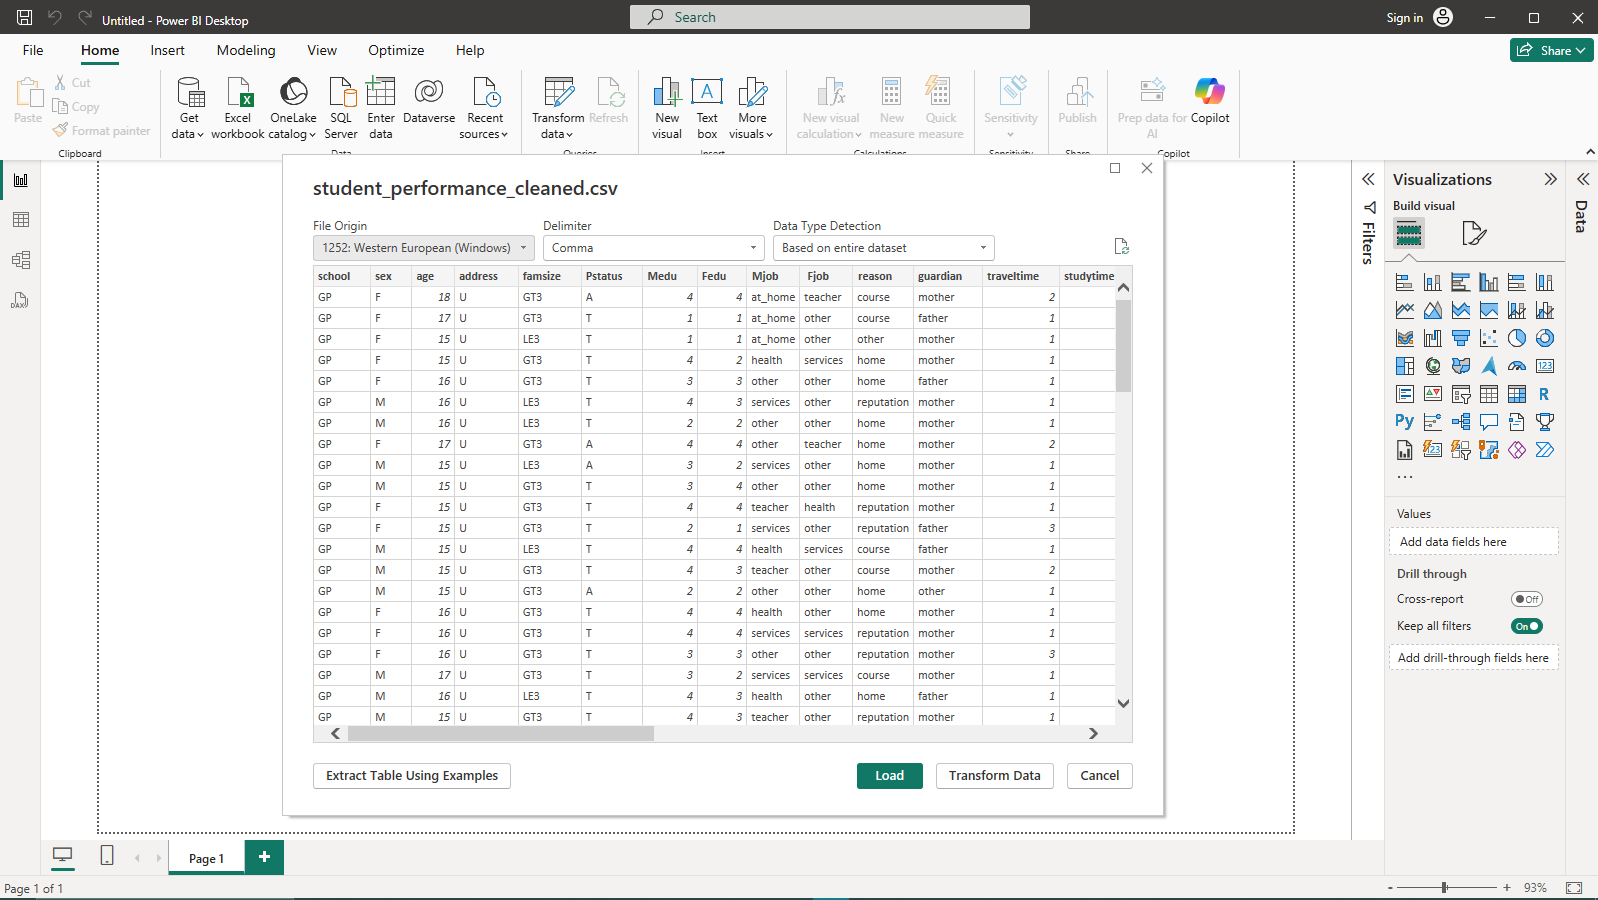 Untitled - Power BI Desktop
Search
Sign in
File Home Insert Modeling View Optimize Help
Share
Paste
Cut
Copy
Format painter
Clipboard
Get data
Excel workbook
OneLake catalog
SQL Server
Enter data
Dataverse
Recent sources
Data
Transform data
Refresh
Queries
New visual
Text box
More visuals
Insert
New visual calculation
New measure
Quick measure
Calculations
Sensitivity
Sensitivity
Publish
Share
Prep data for AI
Copilot
Copilot
student_performance_cleaned.csv
File Origin Delimiter Data Type Detection
1252: Western European (Windows) Comma Based on entire dataset
school sex age address famsize Pstatus Medu Fedu Mjob Fjob reason guardian traveltime studytime
GP F 18 U GT3 A 4 4 at_home teacher course mother 2
GP F 17 U GT3 T 1 1 at_home other course father 1
GP F 15 U LE3 T 1 1 at_home other other mother 1
GP F 15 U GT3 T 4 2 health services home mother 1
GP F 16 U GT3 T 3 3 other other home father 1
GP M 16 U LE3 T 4 3 services other reputation mother 1
GP M 16 U LE3 T 2 2 other other home mother 1
GP F 17 U GT3 A 4 4 other teacher home mother 2
GP M 15 U LE3 A 3 2 services other home mother 1
GP M 15 U GT3 T 3 4 other other home mother 1
GP F 15 U GT3 T 4 4 teacher health reputation mother 1
GP F 15 U GT3 T 2 1 services other reputation father 3
GP M 15 U LE3 T 4 4 health services course father 1
GP M 15 U GT3 T 4 3 teacher other course mother 2
GP M 15 U GT3 A 2 2 other other home other 1
GP F 16 U GT3 T 4 4 health other home mother 1
GP F 16 U GT3 T 4 4 services services reputation mother 1
GP F 16 U GT3 T 3 3 other other reputation mother 3
GP M 17 U GT3 T 3 2 services services course mother 1
GP M 16 U LE3 T 4 3 health other home father 1
GP M 15 U GT3 T 4 3 teacher other reputation mother 1
Extract Table Using Examples
Load
Transform Data
Cancel
Filters
Visualizations
Build visual
Values
Add data fields here
Drill through
Cross-report Off
Keep all filters On
Add drill-through fields here
Data
Page 1
Page 1 of 1
- + 93%